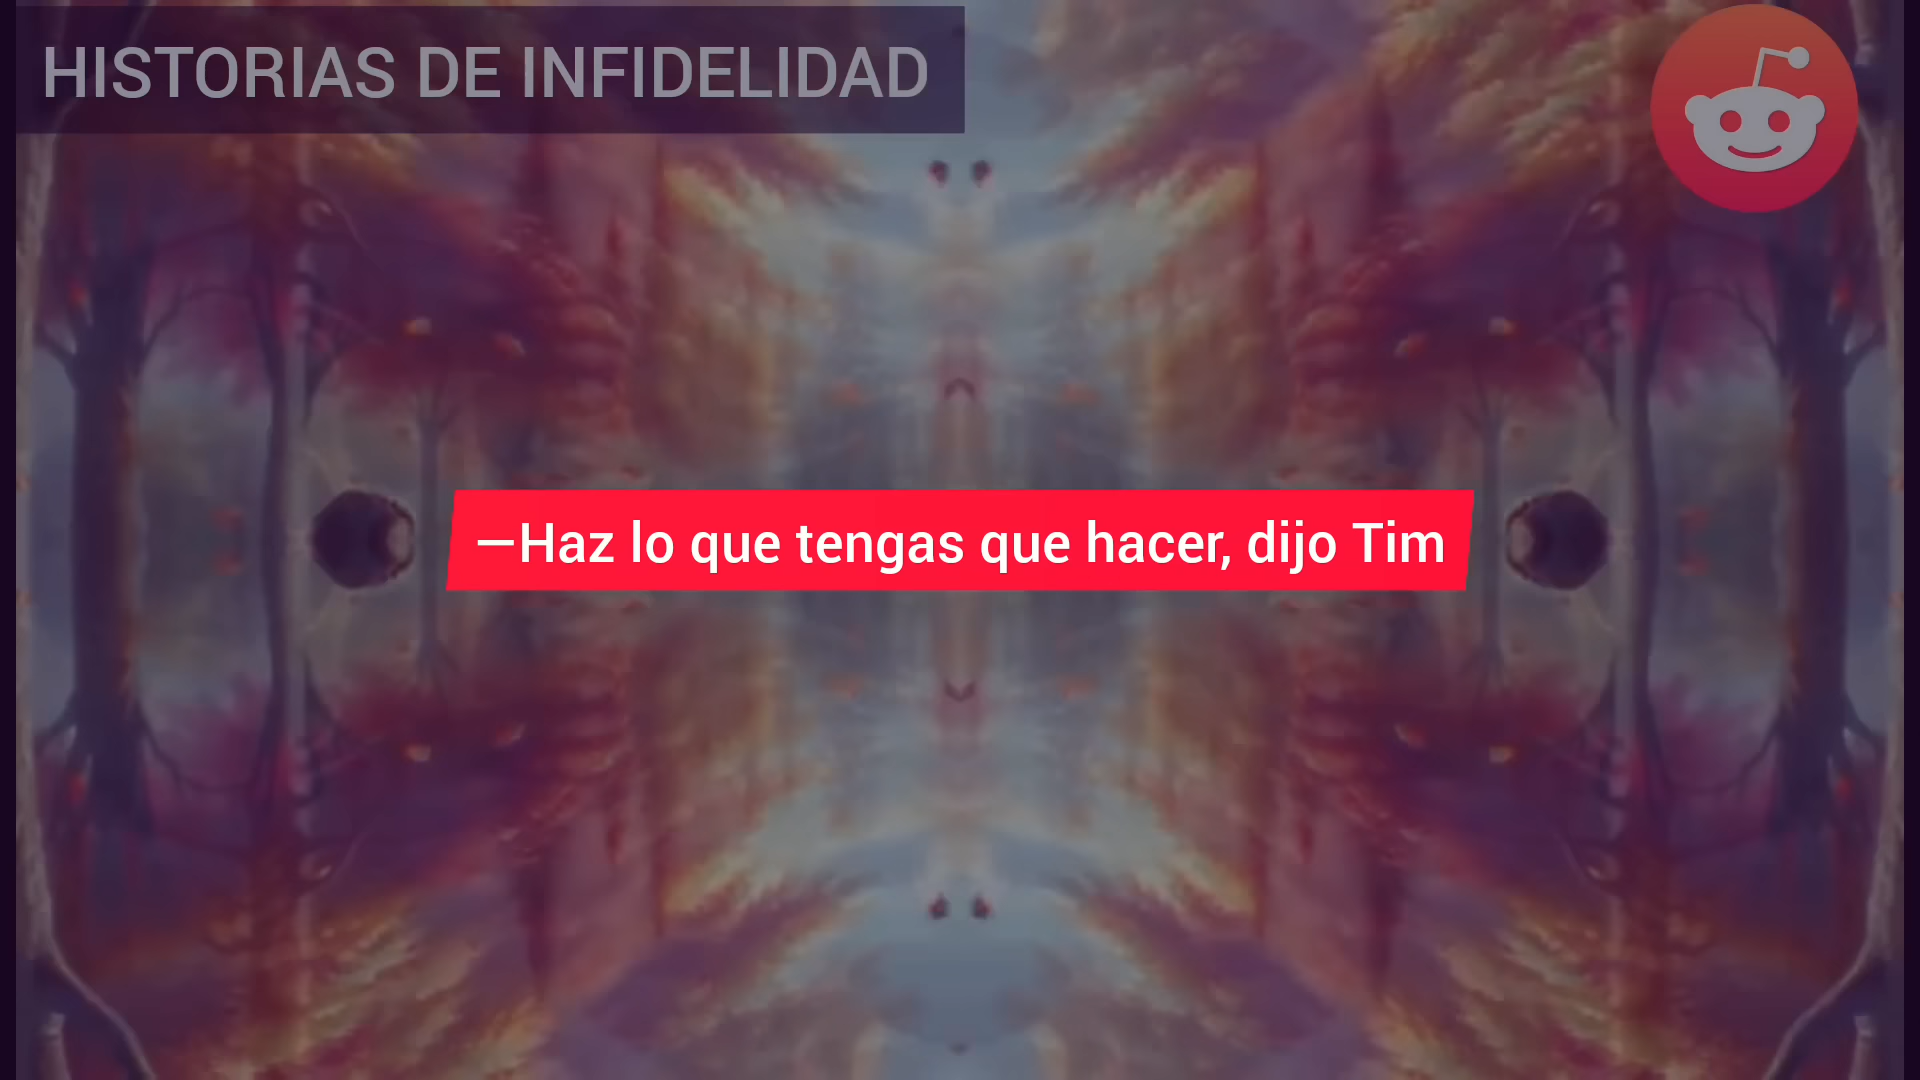 HISTORIAS DE INFIDELIDAD
—Haz lo que tengas que hacer, dijo Tim